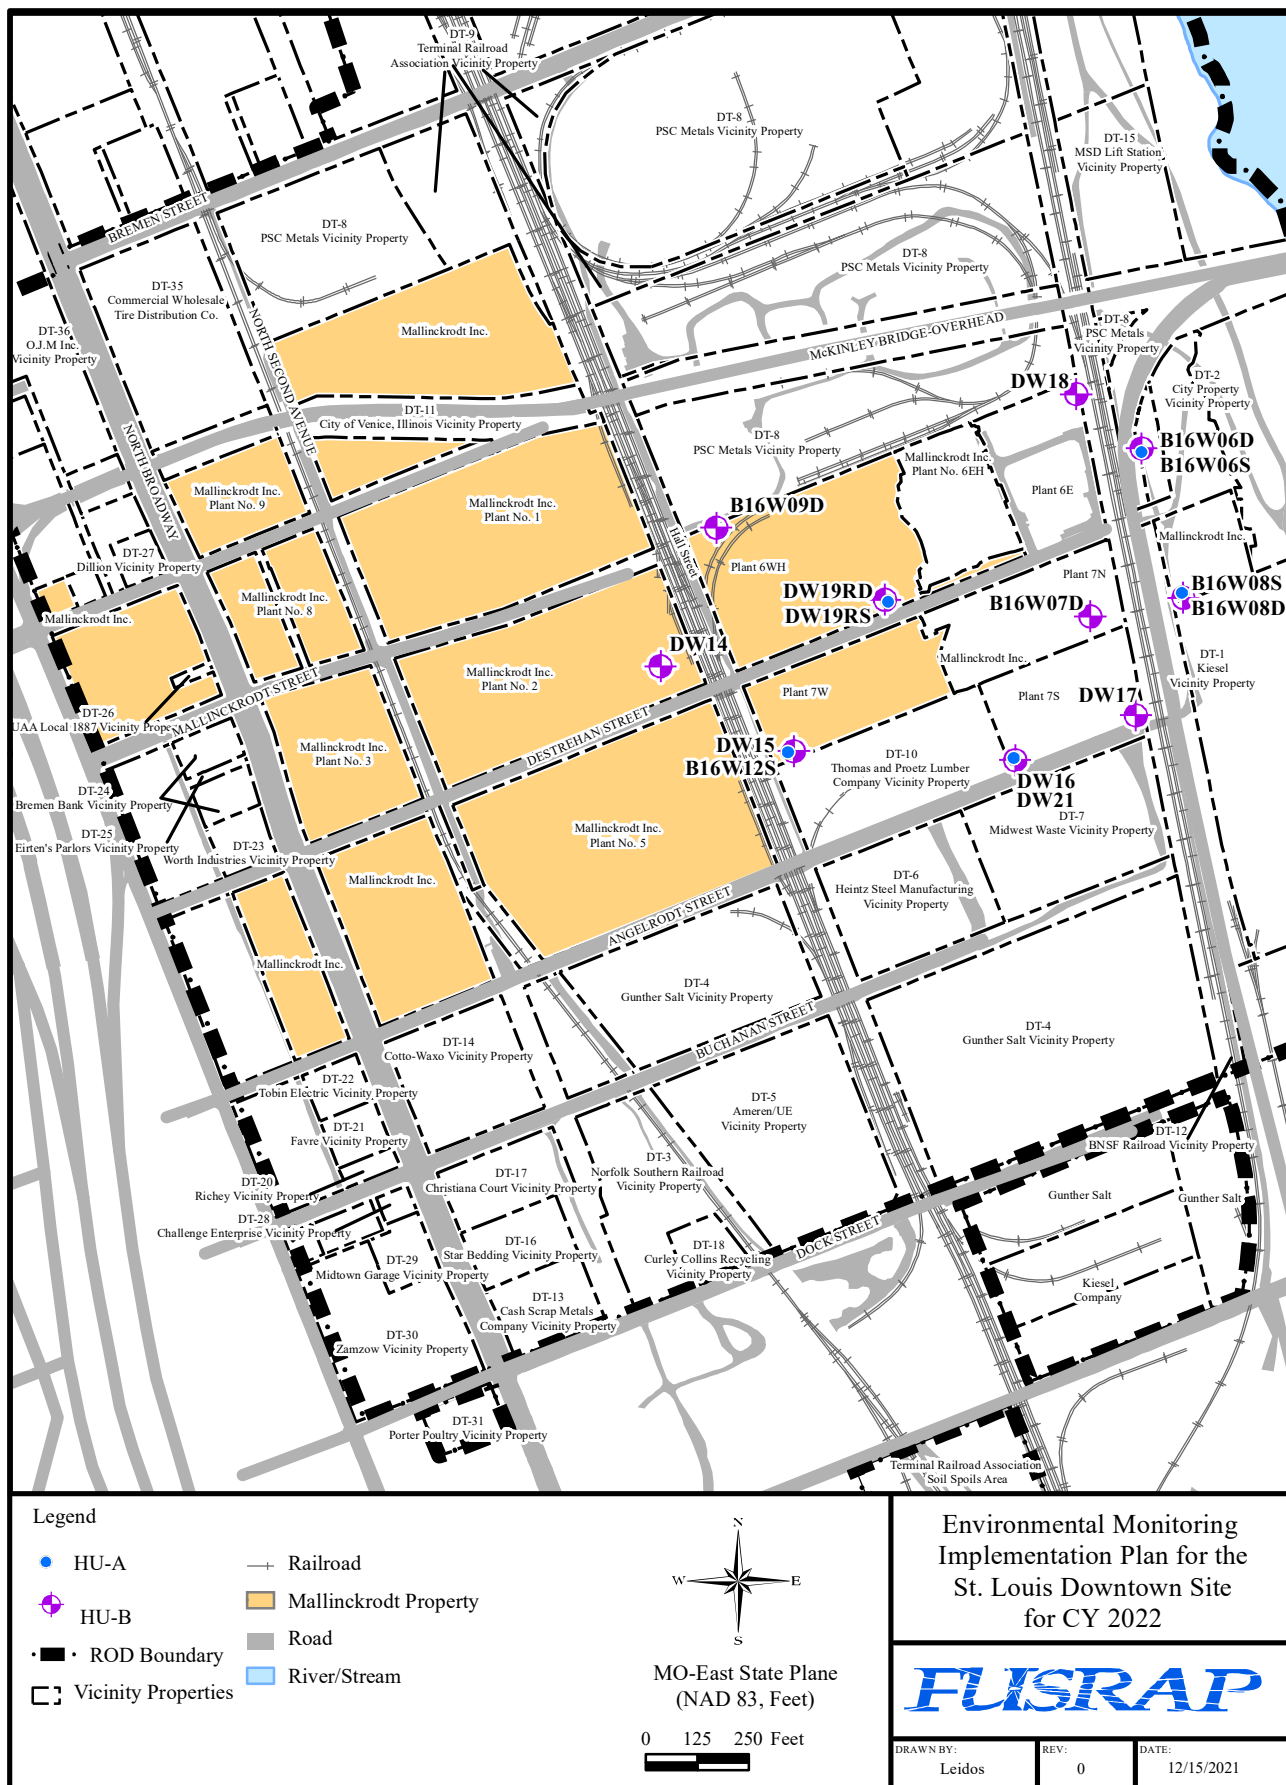 DT-9
Terminal Railroad
Association Vicinity Property
DT-8
PSC Metals Vicinity Property
DT-15
MSD Lift Station
Vicinity Property
BREMEN STREET
DT-8
PSC Metals Vicinity Property
DT-8
PSC Metals Vicinity Property
DT-35
Commercial Wholesale
Tire Distribution Co.
DT-36
O.J.M Inc.
Vicinity Property
NORTH SECOND AVENUE
Mallinckrodt Inc.
McKINLEY BRIDGE-OVERHEAD
DT-8
PSC Metals
Vicinity Property
DT-2
City Property
Vicinity Property
DW18
DT-11
City of Venice, Illinois Vicinity Property
DT-8
PSC Metals Vicinity Property
NORTH BROADWAY
Mallinckrodt Inc.
Plant No. 6EH
B16W06D
B16W06S
Mallinckrodt Inc.
Plant No. 9
Mallinckrodt Inc.
Plant No. 1
Plant 6E
B16W09D
Hall Street
Mallinckrodt Inc.
DT-27
Dillion Vicinity Property
Plant 6WH
Plant 7N
DW19RD
DW19RS
B16W07D
B16W08S
B16W08D
Mallinckrodt Inc.
Mallinckrodt Inc.
Plant No. 8
DW14
Mallinckrodt Inc.
DT-1
Kiesel
Vicinity Property
Mallinckrodt Inc.
Plant No. 2
Plant 7W
Plant 7S
DW17
MALLINCKRODT STREET
DT-26
UAA Local 1887 Vicinity Prope
DESTREHAN STREET
Mallinckrodt Inc.
Plant No. 3
DW15
B16W12S
DT-10
Thomas and Proetz Lumber
Company Vicinity Property
DW16
DW21
DT-24
Bremen Bank Vicinity Property
DT-25
Eirten's Parlors Vicinity Property
DT-23
Worth Industries Vicinity Property
Mallinckrodt Inc.
Plant No. 5
DT-7
Midwest Waste Vicinity Property
Mallinckrodt Inc.
DT-6
Heintz Steel Manufacturing
Vicinity Property
ANGELRODT STREET
Mallinckrodt Inc.
DT-4
Gunther Salt Vicinity Property
BUCHANAN STREET
DT-4
Gunther Salt Vicinity Property
DT-14
Cotto-Waxo Vicinity Property
DT-22
Tobin Electric Vicinity Property
DT-5
Ameren/UE
Vicinity Property
DT-21
Favre Vicinity Property
DT-12
BNSF Railroad Vicinity Property
DT-3
Norfolk Southern Railroad
Vicinity Property
DT-17
Christiana Court Vicinity Property
DT-20
Richey Vicinity Property
Gunther Salt
Gunther Salt
DT-28
Challenge Enterprise Vicinity Property
DT-16
Star Bedding Vicinity Property
DT-18
Curley Collins Recycling
Vicinity Property
DOCK STREET
DT-29
Midtown Garage Vicinity Property
Kiesel
Company
DT-13
Cash Scrap Metals
Company Vicinity Property
DT-30
Zamzow Vicinity Property
DT-31
Porter Poultry Vicinity Property
Terminal Railroad Association
Soil Spoils Area
Legend
HU-A
HU-B
ROD Boundary
Vicinity Properties
Railroad
Mallinckrodt Property
Road
River/Stream
N
W
E
S
MO-East State Plane
(NAD 83, Feet)
0 125 250 Feet
Environmental Monitoring
Implementation Plan for the
St. Louis Downtown Site
for CY 2022
FUSRAP
DRAWN BY:
Leidos
REV:
0
DATE:
12/15/2021